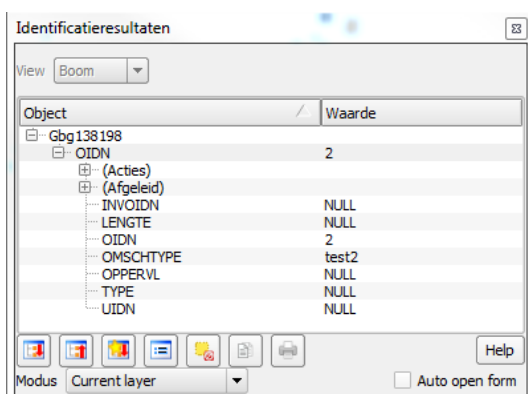 Identificatieresultaten
View Boom
Object Waarde
Gbg138198
OIDN 2
(Acties)
(Afgeleid)
INVOIDN NULL
LENGTE NULL
OIDN 2
OMSCHTYPE test2
OPPERVL NULL
TYPE NULL
UIDN NULL
Help
Modus Current layer Auto open form